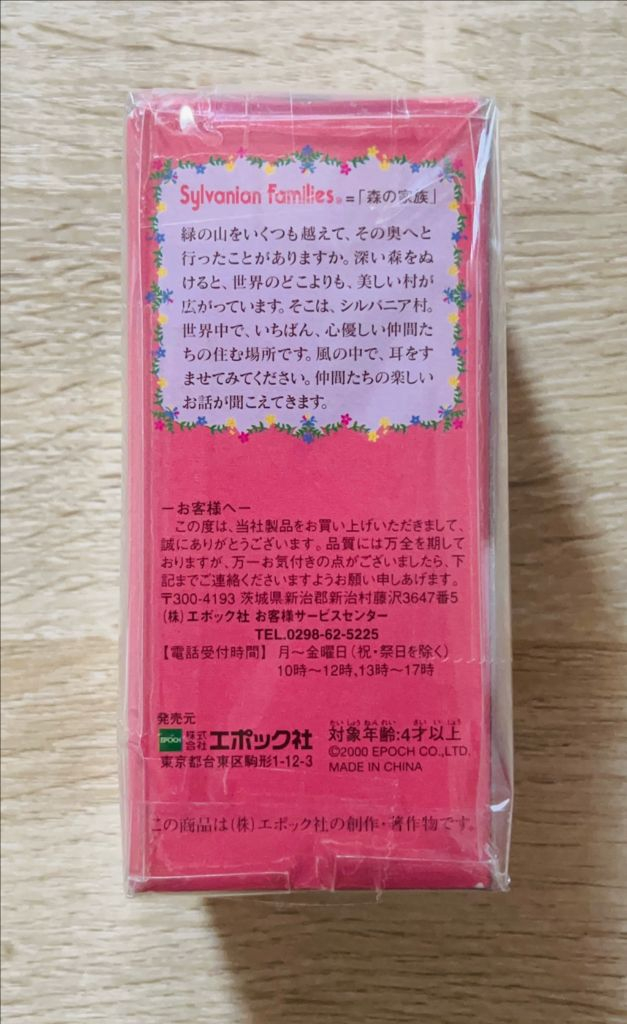 Sylvanian Families® =「森の家族」
緑の山をいくつも越えて、その奥へと
行ったことがありますか。深い森をぬ
けると、世界のどこよりも、美しい村が
広がっています。そこは、シルバニア村。
世界中で、いちばん、心優しい仲間た
ちの住む場所です。風の中で、耳をす
ませてみてください。仲間たちの楽しい
お話が聞こえてきます。
ーお客様へー
この度は、当社製品をお買い上げいただきまして、
誠にありがとうございます。品質には万全を期して
おりますが、万一お気付きの点がございましたら、下
記までご連絡くださいますようお願い申しあげます。
〒300-4193 茨城県新治郡新治村藤沢3647番5
(株)エポック社 お客様サービスセンター
TEL.0298-62-5225
【電話受付時間】 月〜金曜日(祝・祭日を除く)
10時〜12時,13時〜17時
発売元
EPOCH 株式会社 エポック社
東京都台東区駒形1-12-3
たいしょうねんれい さい いじょう
対象年齢:4才以上
©2000 EPOCH CO.,LTD.
MADE IN CHINA
この商品は(株)エポック社の創作・著作物です。